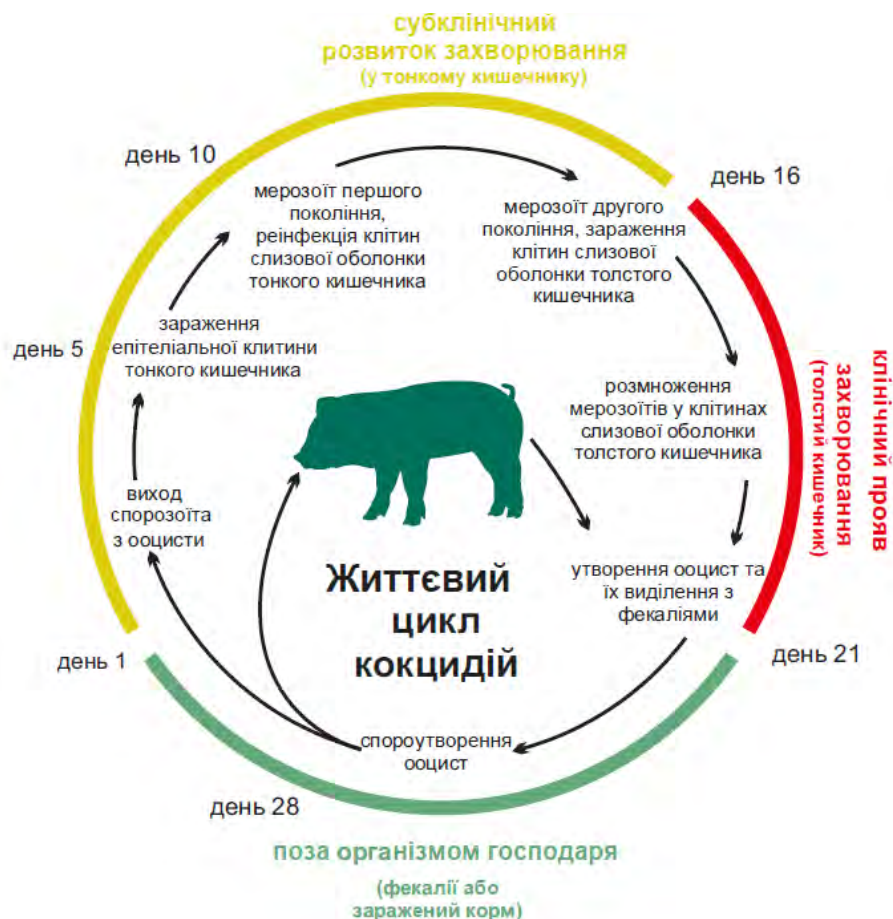 субклінічний
розвиток захворювання
(у тонкому кишечнику)
день 10
день 16
мерозоїт першого
покоління,
реінфекція клітин
слизової оболонки
тонкого кишечника
мерозоїт другого
покоління, зараження
клітин слизової
оболонки толстого
кишечника
день 5
зараження
епітеліальної клитини
тонкого кишечника
розмноження
мерозоїтів у клітинах
слизової оболонки
толстого кишечника
клінічний прояв
захворювання
(толстий кишечник)
виход
спорозоїта
з ооцисти
утворення ооцист та
їх виділення з
фекаліями
Життєвий
цикл
кокцидій
день 1
день 21
спороутворення
ооцист
день 28
поза організмом господаря
(фекалії або
заражений корм)